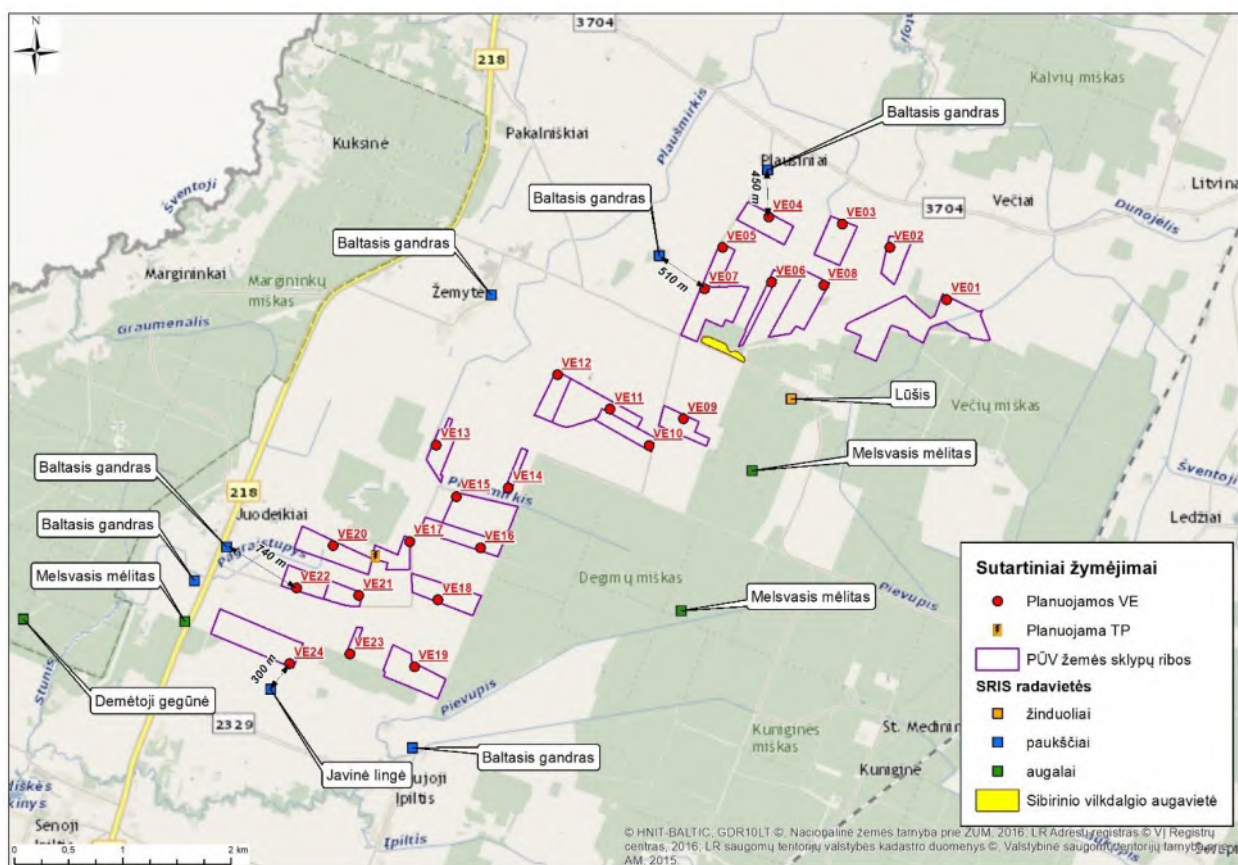 N
3704
Šventoji
218
Kalvių miškas
Baltasis gandras
Kuksinė
Pakalniškiai
Plaušmirkis
Plaušiniai
Litvina
Šventoji
Baltasis gandras
450 m
VE04
VE03
3704
Večiai
Dunojėlis
Baltasis gandras
VE05
VE02
Margininkai
Margininkų
miškas
510 m
VE07
VE06
VE08
VE01
Graumenalis
VE12
VE11
VE09
Lūšis
Večių miškas
VE13
VE10
Melsvasis mėlitas
Baltasis gandras
VE14
VE15
Šventoji
218
Juodeikiai
Ledžiai
Baltasis gandras
Pagraistupys
VE20
VE17
VE16
740 m
Degimų miškas
Melsvasis mėlitas
VE22
VE21
VE18
Melsvasis mėlitas
Pievupis
Stunis
VE24
VE23
VE19
300 m
Demėtoji gegūnė
Pievupis
2329
Kuniginės
miškas
St. Medinin
Javinė lingė
Baltasis gandras
Kuniginė
Ipiltis
Senoji
Ipiltis
Sutartiniai žymėjimai
Planuojamos VE
Planuojama TP
PŪV žemės sklypų ribos
SRIS radavietės
žinduoliai
paukščiai
augalai
Sibirinio vilkdalgio augavietė
0 0,5 1 2 km
© HNIT-BALTIC; GDR10LT ©, Nacionalinė žemės tarnyba prie ŽŪM, 2016; LR Adresų registras © VĮ Registrų
centras, 2016; LR saugomų teritorijų valstybės kadastro duomenys ©, Valstybinė saugomų teritorijų tarnyba prie
AM, 2015.